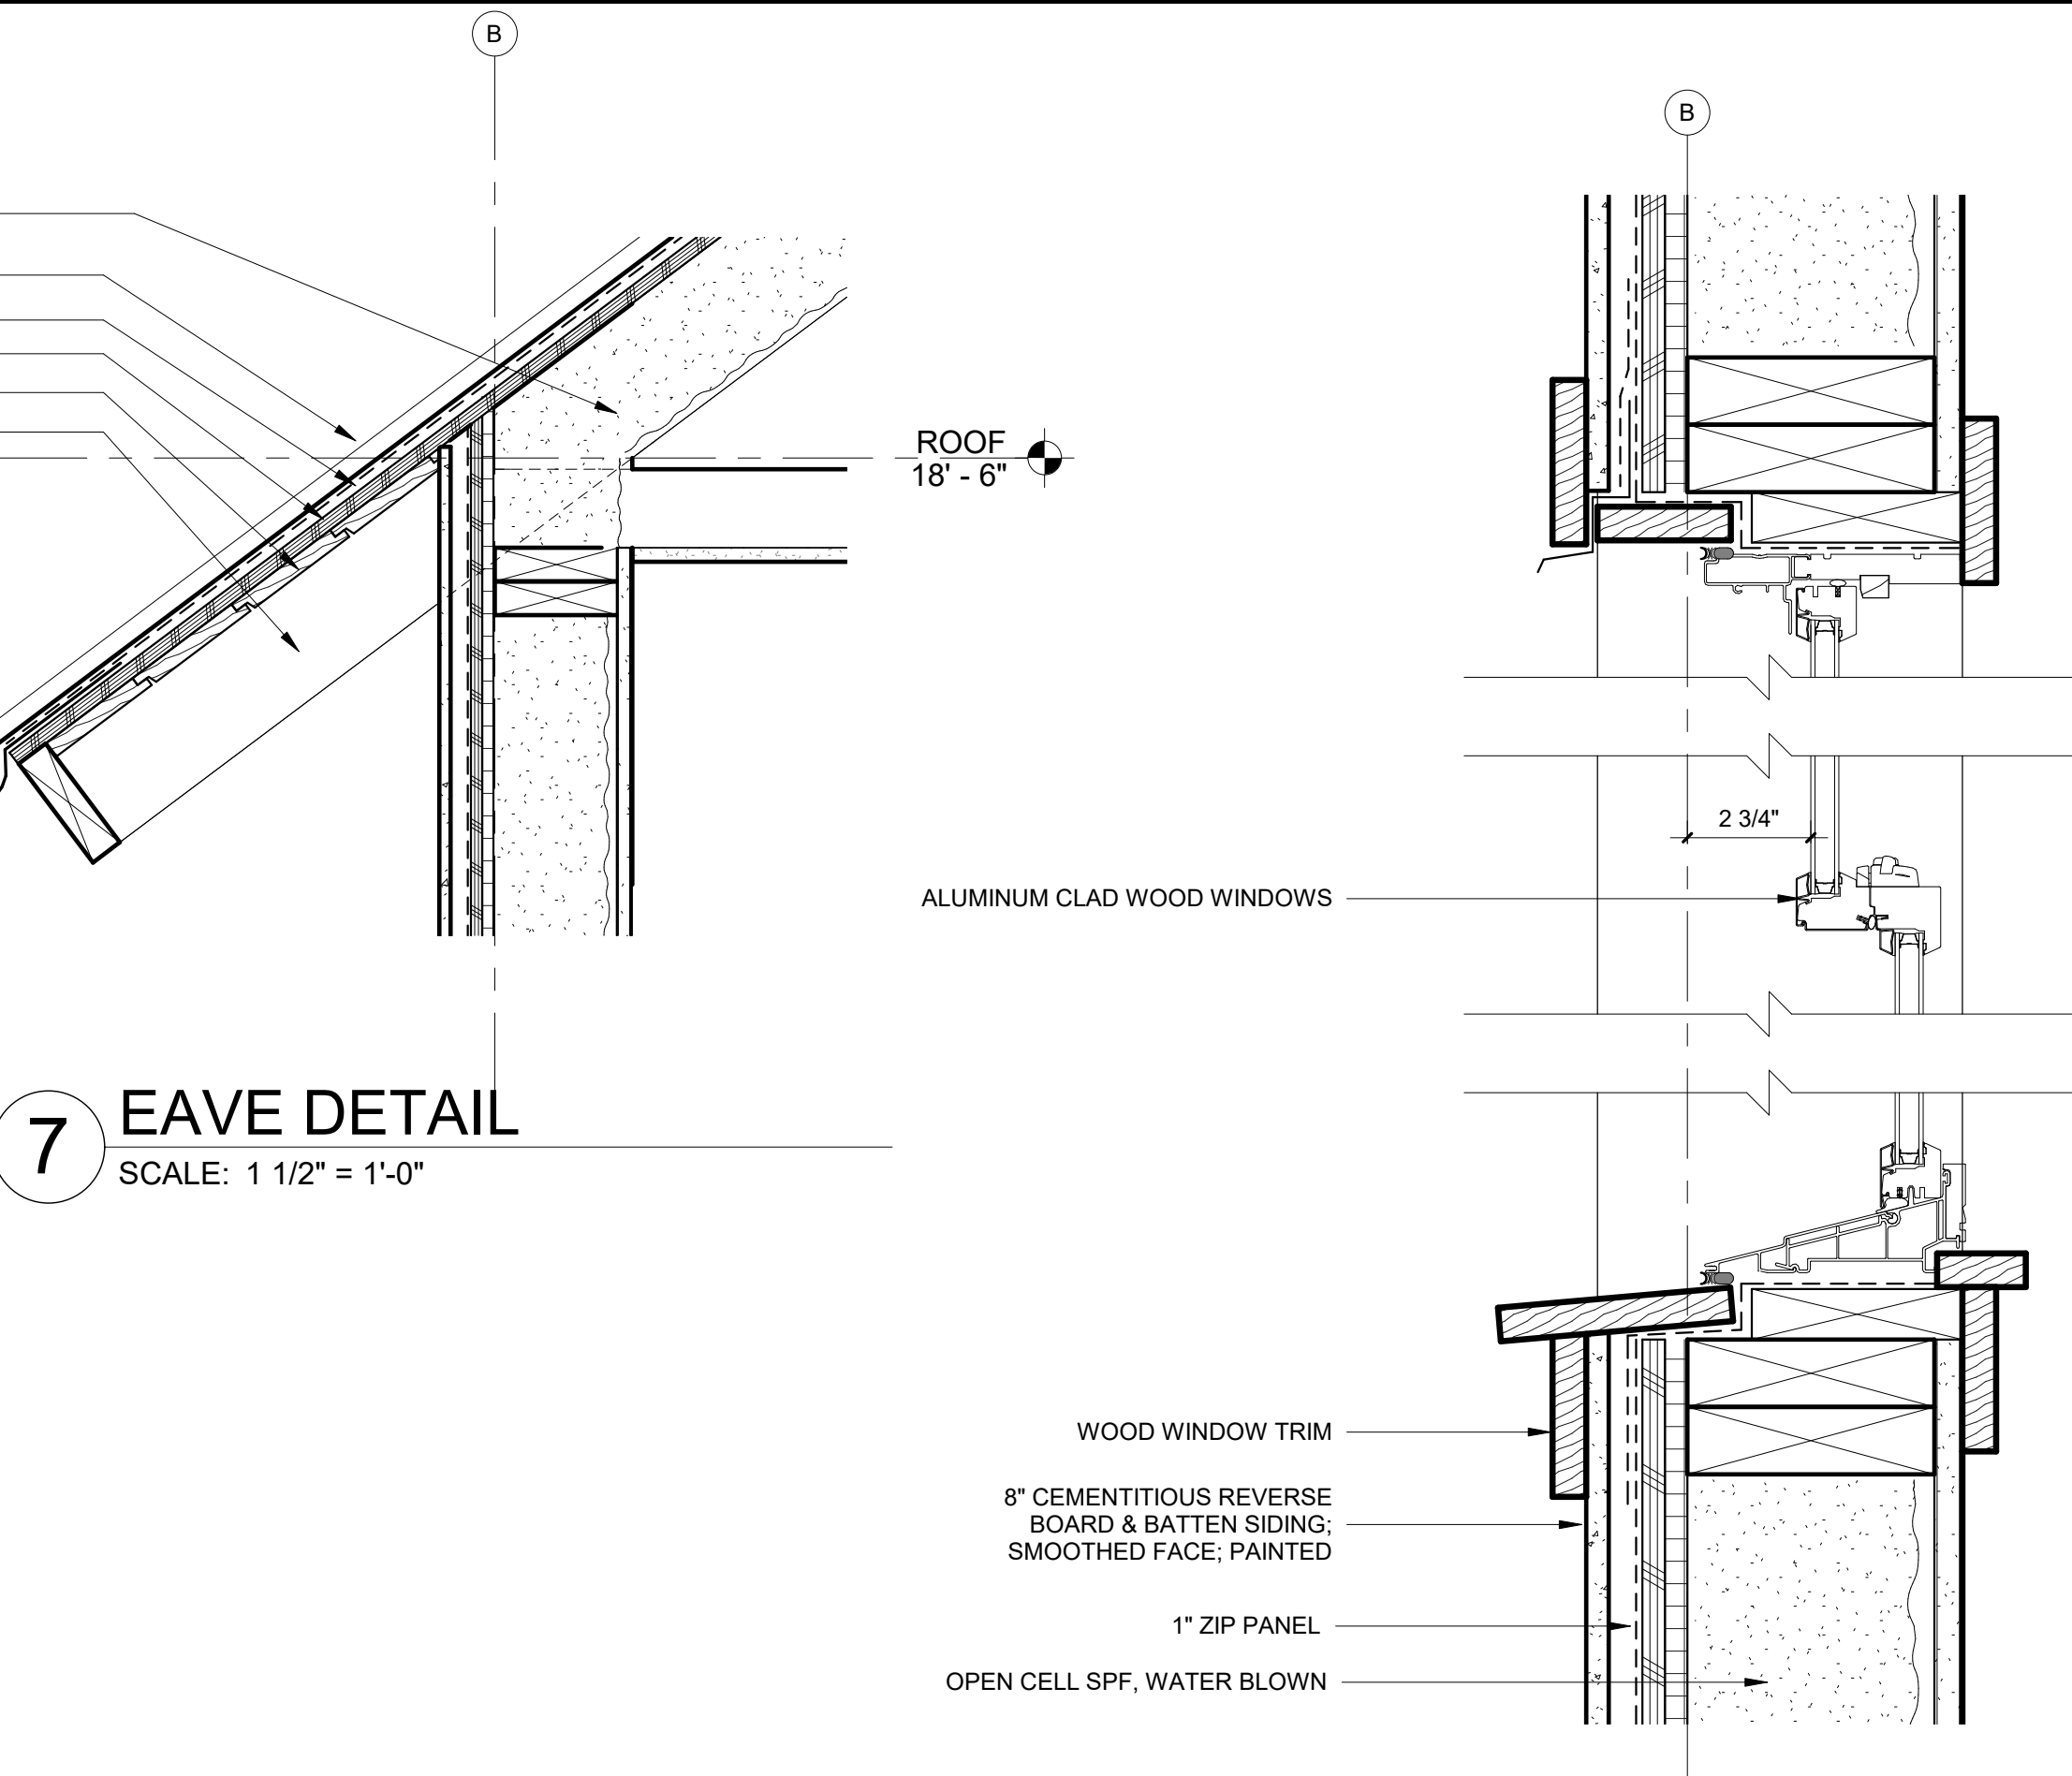 B
B
ROOF
18' - 6"
2 3/4"
ALUMINUM CLAD WOOD WINDOWS
7
EAVE DETAIL
SCALE: 1 1/2" = 1'-0"
WOOD WINDOW TRIM
8" CEMENTITIOUS REVERSE
BOARD & BATTEN SIDING;
SMOOTHED FACE; PAINTED
1" ZIP PANEL
OPEN CELL SPF, WATER BLOWN